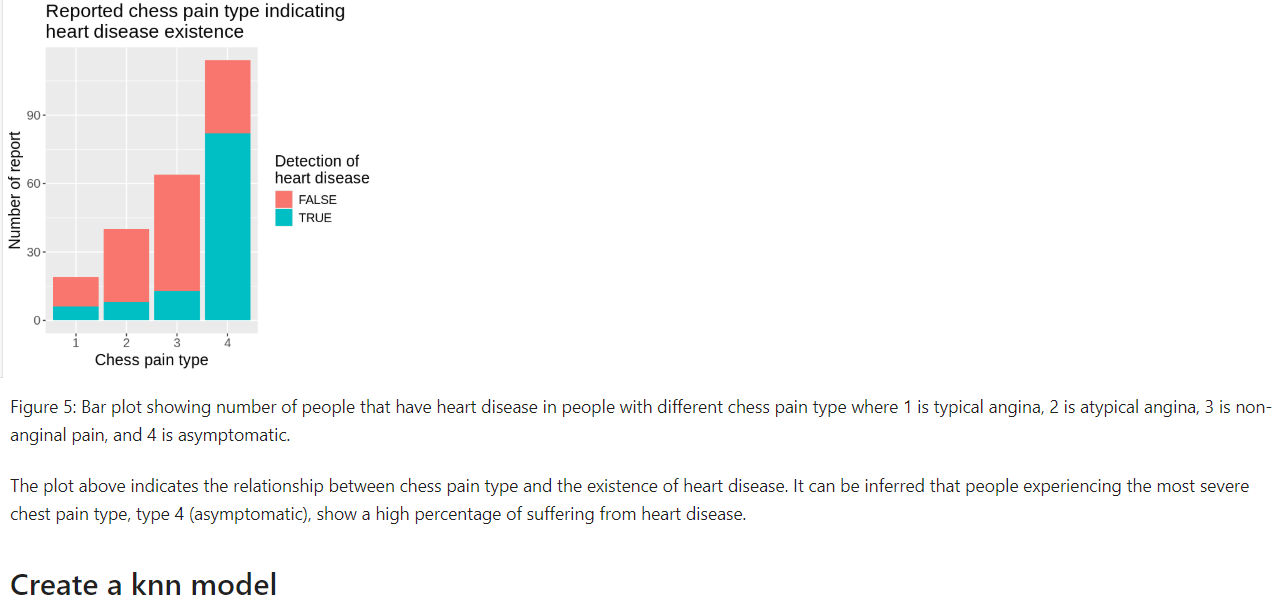 Reported chess pain type indicating
heart disease existence
90
60
30
0
Number of report
1 2 3 4
Chess pain type
Detection of
heart disease
FALSE
TRUE
Figure 5: Bar plot showing number of people that have heart disease in people with different chess pain type where 1 is typical angina, 2 is atypical angina, 3 is non-
anginal pain, and 4 is asymptomatic.
The plot above indicates the relationship between chess pain type and the existence of heart disease. It can be inferred that people experiencing the most severe
chest pain type, type 4 (asymptomatic), show a high percentage of suffering from heart disease.
Create a knn model